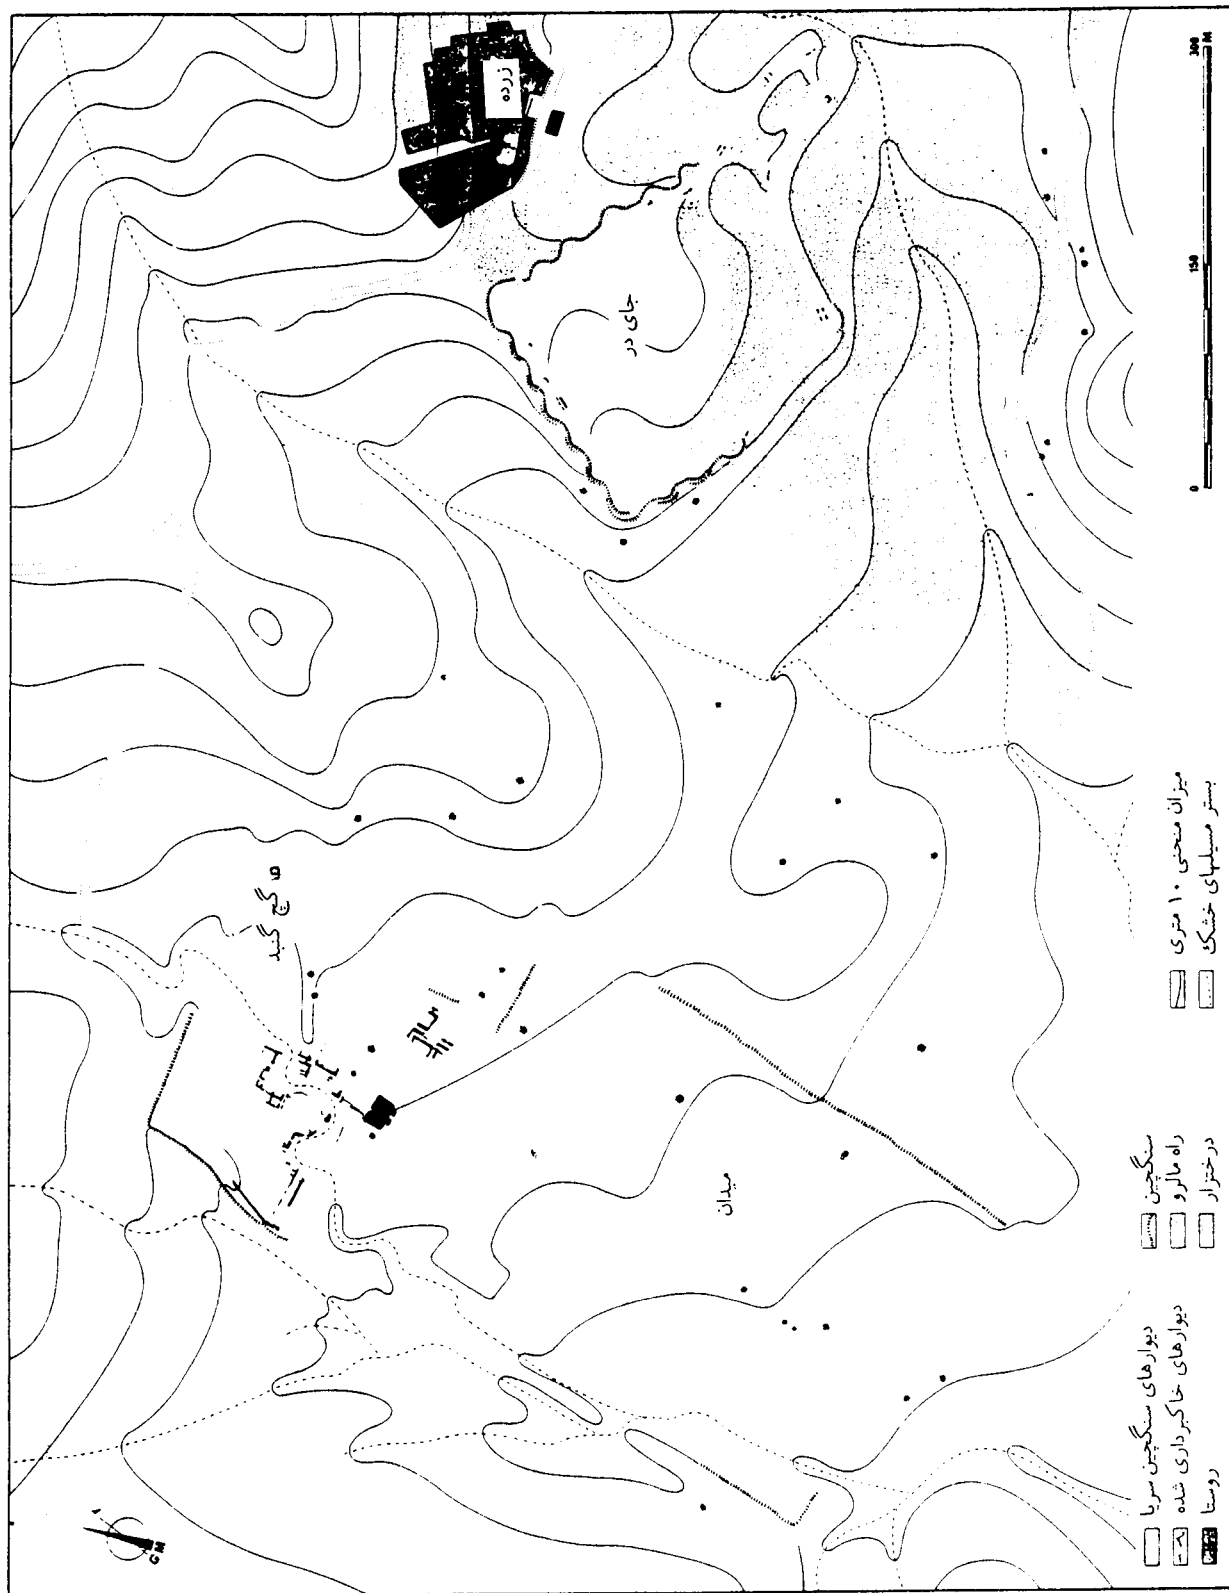 زرده
جای در
گچ گنبد
میدان
میزان منحنی ۱۰ متری
بستر مسیلهای خشک
سنگچین
راه مالرو
درختزار
دیوارهای سنگچین سرپا
دیوارهای خاکبرداری شده
روستا
0
150
300
M
G M